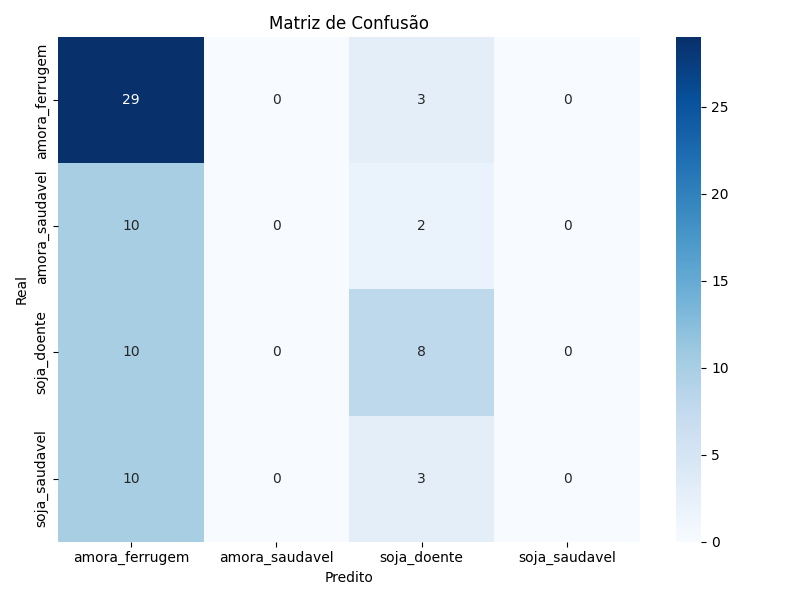 Matriz de Confusão
Real
amora_ferrugem
29 0 3 0
amora_saudavel
10 0 2 0
soja_doente
10 0 8 0
soja_saudavel
10 0 3 0
amora_ferrugem amora_saudavel soja_doente soja_saudavel
Predito
25
20
15
10
5
0